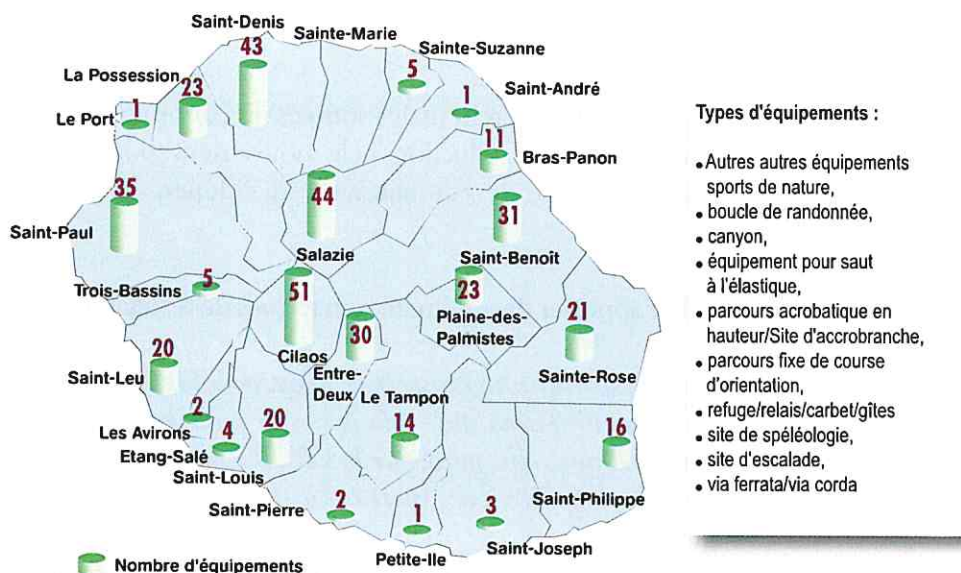 Saint-Denis
43
Sainte-Marie
Sainte-Suzanne
5
La Possession
23
Saint-André
1
Le Port
1
11
Bras-Panon
35
Saint-Paul
44
Salazie
31
Saint-Benoît
Trois-Bassins
5
51
Cilaos
23
Plaine-des-
Palmistes
30
Entre-
Deux
21
Sainte-Rose
20
Saint-Leu
Le Tampon
14
2
Les Avirons
4
Etang-Salé
20
Saint-Louis
16
Saint-Philippe
Saint-Pierre
2
1
Petite-Ile
3
Saint-Joseph
Nombre d'équipements
Types d'équipements :
• Autres autres équipements
sports de nature,
• boucle de randonnée,
• canyon,
• équipement pour saut
à l'élastique,
• parcours acrobatique en
hauteur/Site d'accrobranche,
• parcours fixe de course
d'orientation,
• refuge/relais/carbet/gîtes
• site de spéléologie,
• site d'escalade,
• via ferrata/via corda